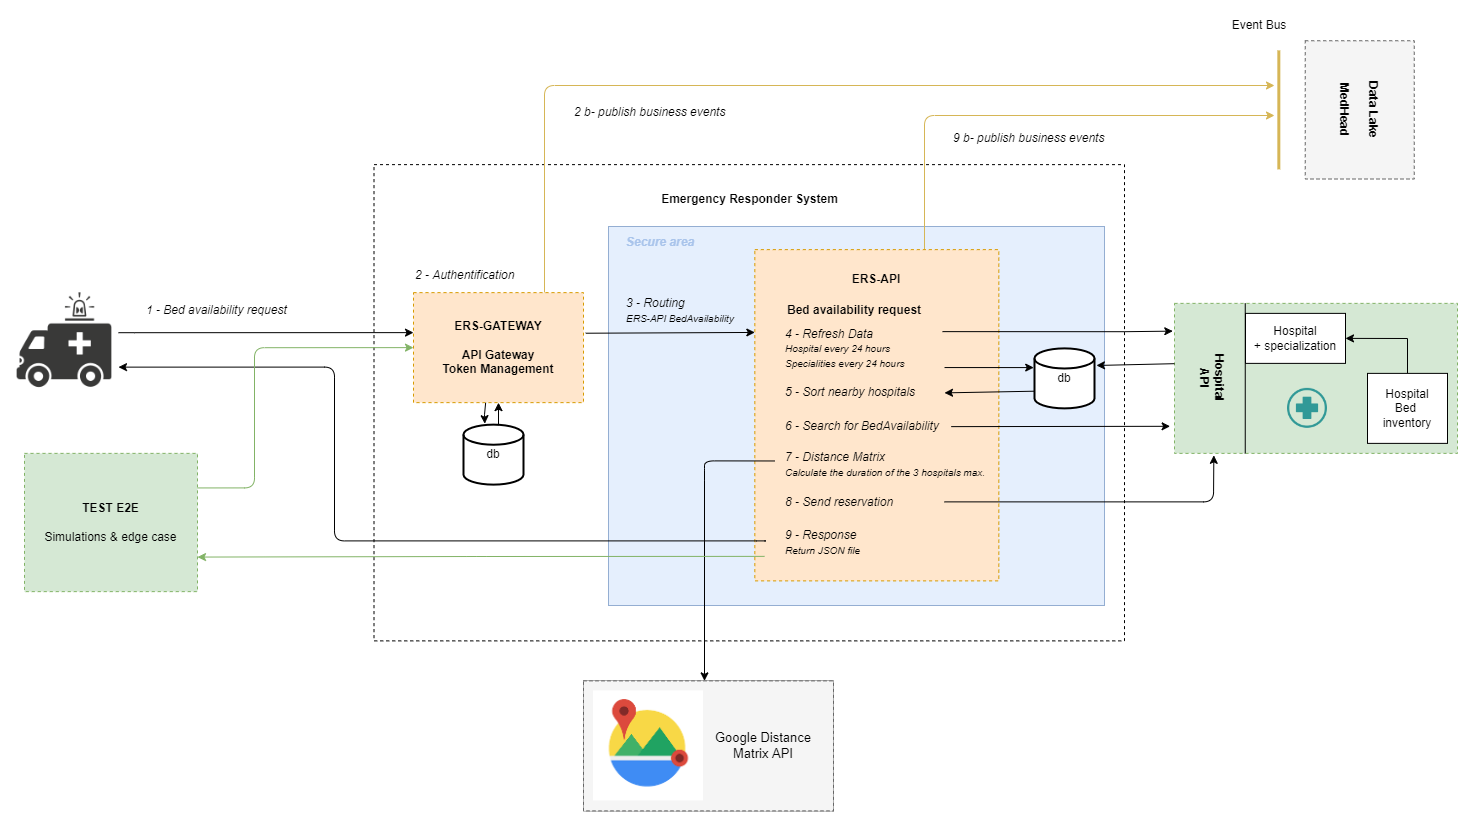 Event Bus
Data Lake
MedHead
2 b- publish business events
9 b- publish business events
Emergency Responder System
Secure area
2 - Authentification
1 - Bed availability request
ERS-GATEWAY
API Gateway
Token Management
db
3 - Routing
ERS-API BedAvailability
ERS-API
Bed availability request
4 - Refresh Data
Hospital every 24 hours
Specialities every 24 hours
5 - Sort nearby hospitals
6 - Search for BedAvailability
7 - Distance Matrix
Calculate the duration of the 3 hospitals max.
8 - Send reservation
9 - Response
Return JSON file
db
Hospital
API
Hospital
+ specialization
Hospital
Bed
inventory
TEST E2E
Simulations & edge case
Google Distance
Matrix API